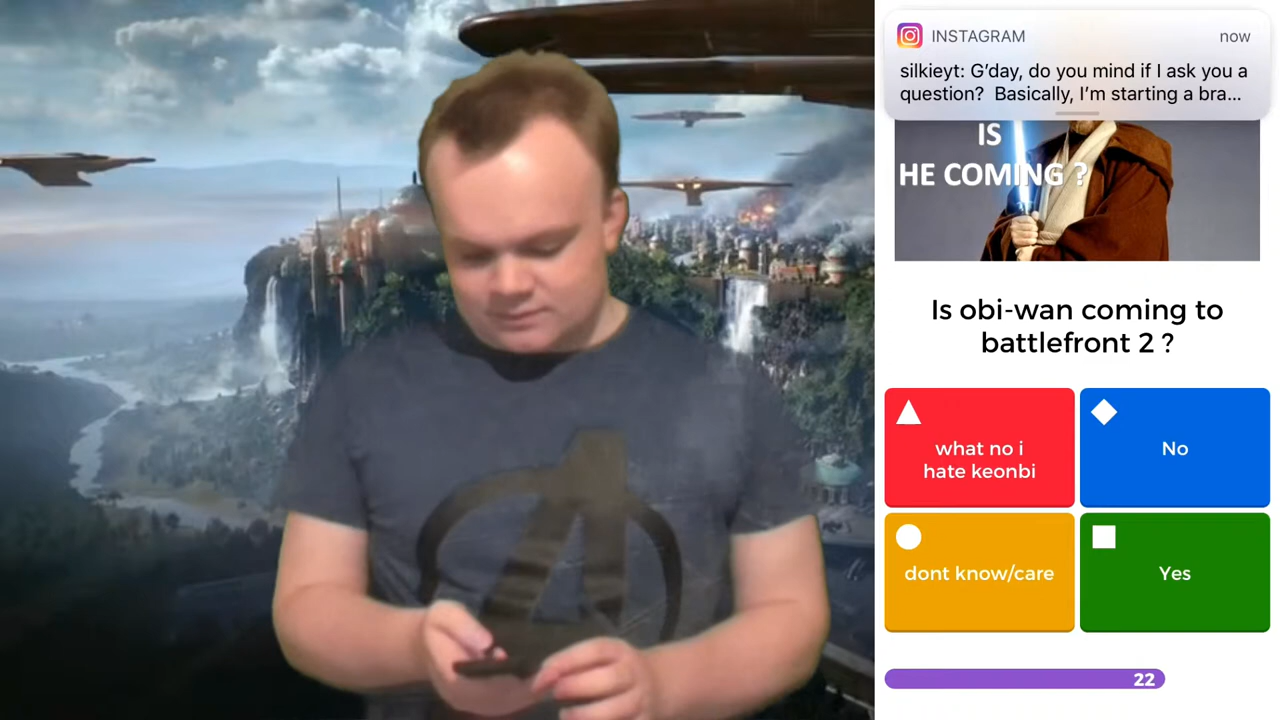 INSTAGRAM
now
silkieyt: G'day, do you mind if I ask you a
question? Basically, I'm starting a bra...
IS
HE COMING ?
Is obi-wan coming to
battlefront 2 ?
what no i
hate keonbi
No
dont know/care
Yes
22